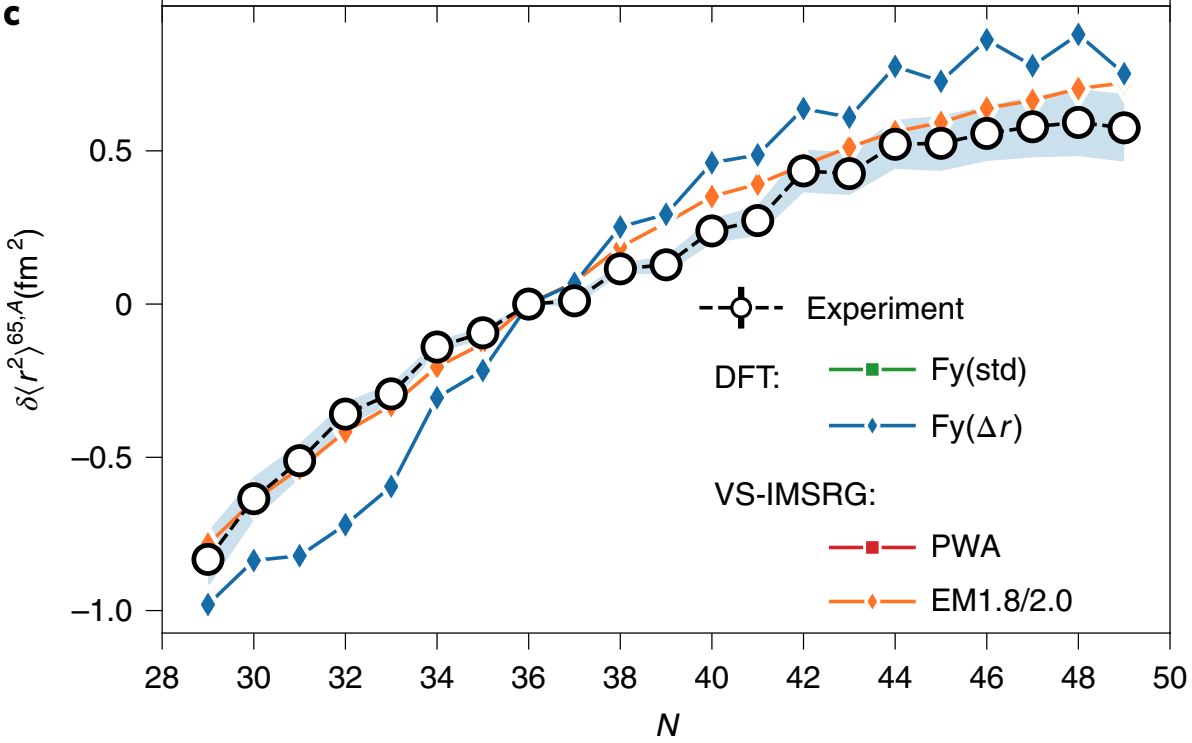 c
δ⟨r²⟩⁶⁵,ᴬ(fm²)
0.5
0
−0.5
−1.0
Experiment
DFT:
Fy(std)
Fy(Δr)
VS-IMSRG:
PWA
EM1.8/2.0
28 30 32 34 36 38 40 42 44 46 48 50
N